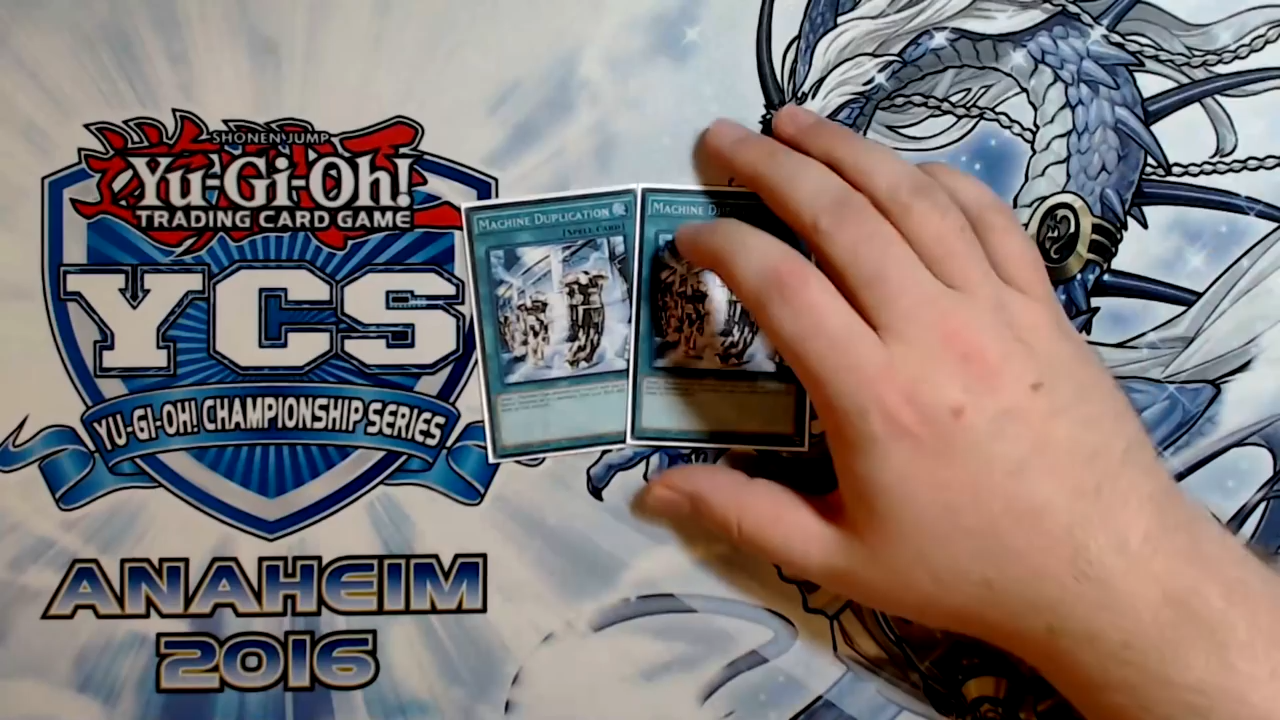 SHONEN JUMP
Yu-Gi-Oh!
TRADING CARD GAME
YCS
YU-GI-OH! CHAMPIONSHIP SERIES
ANAHEIM
2016
MACHINE DUPLICATION
[SPELL CARD]
MACHINE